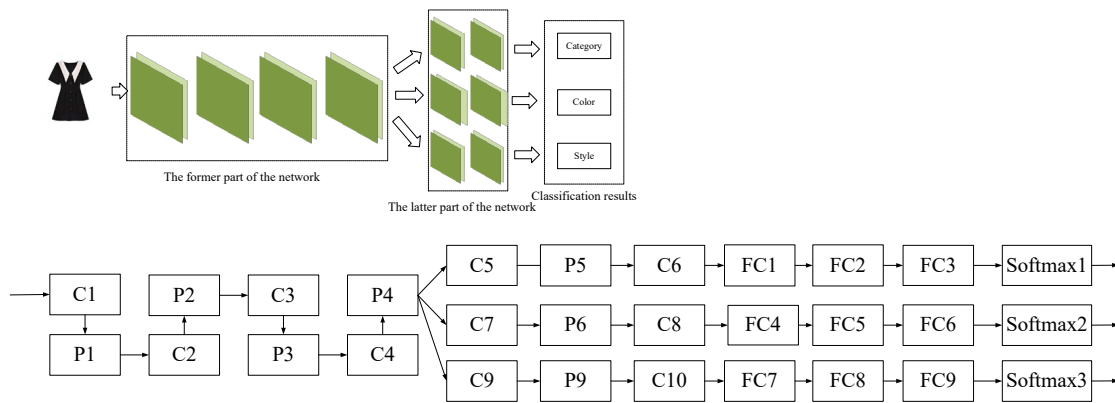 Category
Color
Style
The former part of the network
The latter part of the network
Classification results
C1
P1
C2
P2
C3
P3
C4
P4
C5
P5
C6
FC1
FC2
FC3
Softmax1
C7
P6
C8
FC4
FC5
FC6
Softmax2
C9
P9
C10
FC7
FC8
FC9
Softmax3